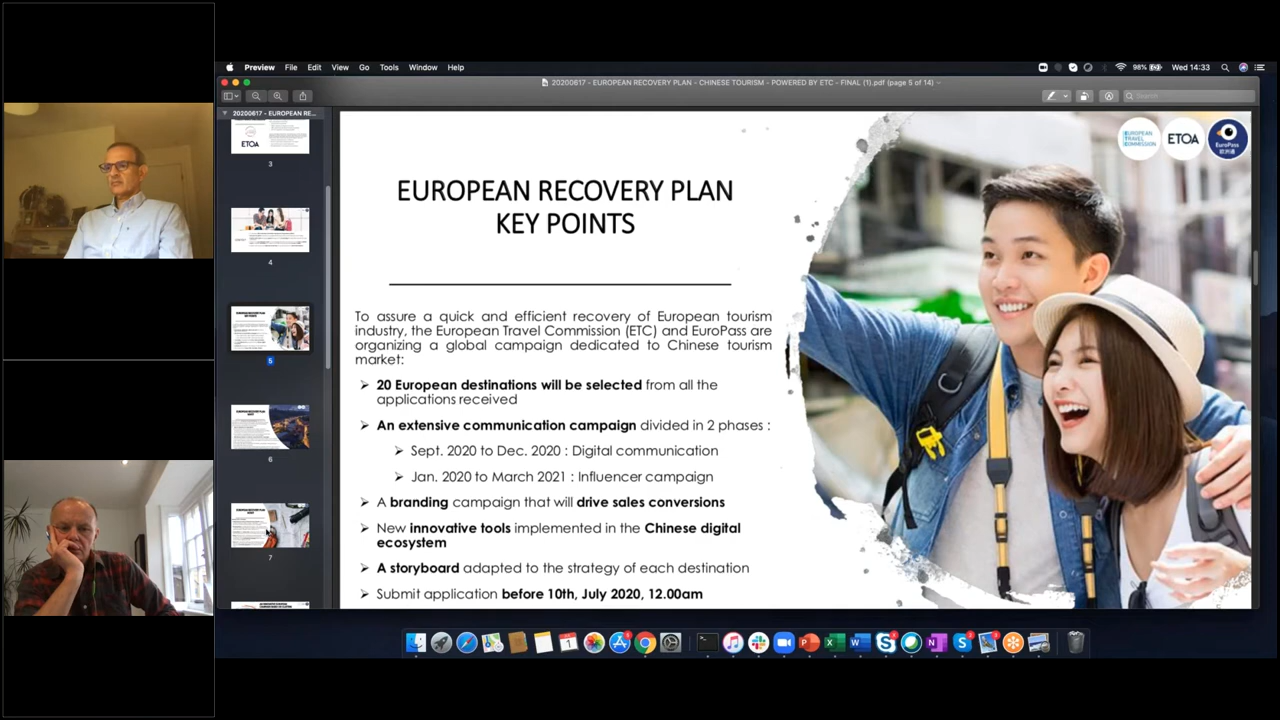 Preview File Edit View Go Tools Window Help
98% Wed 14:33
20200617 - EUROPEAN RECOVERY PLAN - CHINESE TOURISM - POWERED BY ETC - FINAL (1).pdf (page 5 of 14)
Search
20200617 - EUROPEAN RE...
ETOA
3
4
5
6
7
EUROPEAN
TRAVEL
COMMISSION
ETOA
EuroPass
欧洲通
EUROPEAN RECOVERY PLAN
KEY POINTS
To assure a quick and efficient recovery of European tourism
industry, the European Travel Commission (ETC) and EuroPass are
organizing a global campaign dedicated to Chinese tourism
market:
➢ 20 European destinations will be selected from all the
applications received
➢ An extensive communication campaign divided in 2 phases :
➢ Sept. 2020 to Dec. 2020 : Digital communication
➢ Jan. 2020 to March 2021 : Influencer campaign
➢ A branding campaign that will drive sales conversions
➢ New innovative tools implemented in the Chinese digital
ecosystem
➢ A storyboard adapted to the strategy of each destination
➢ Submit application before 10th, July 2020, 12.00am